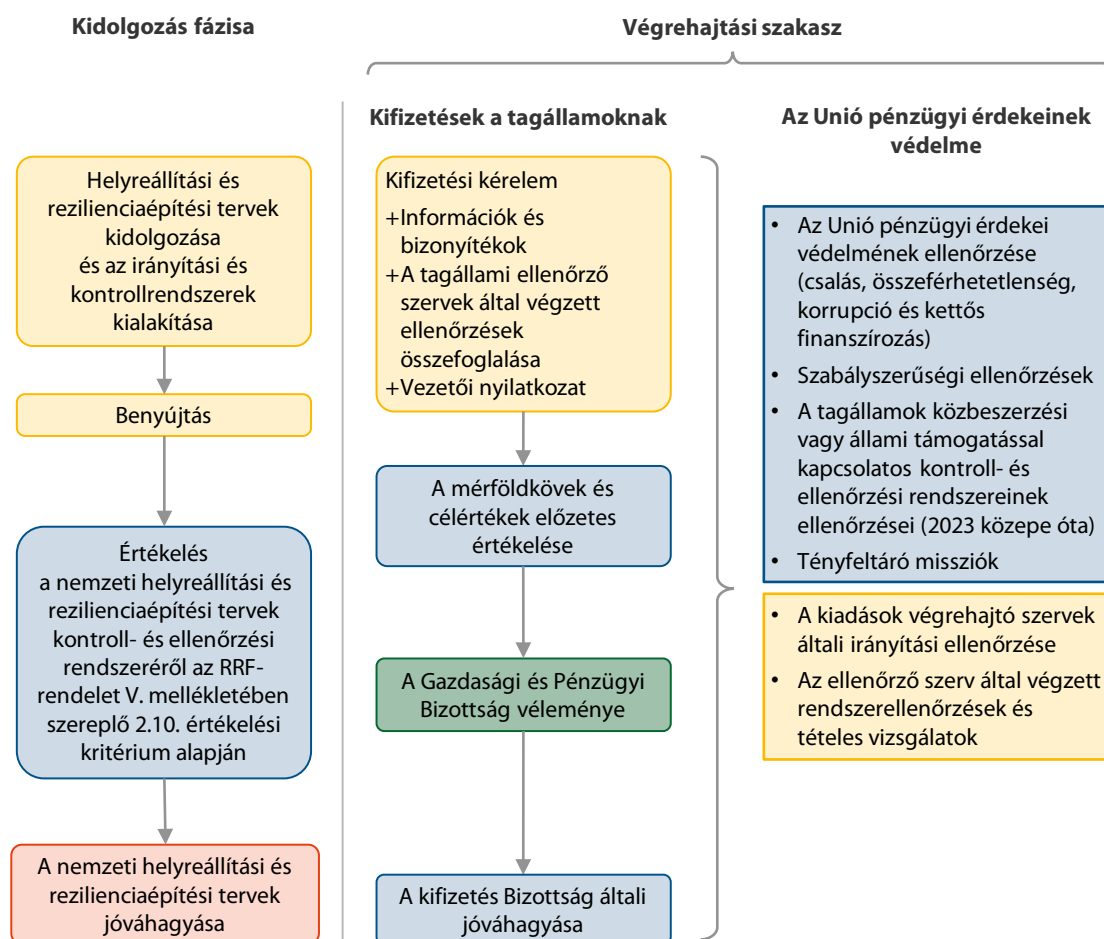 Kidolgozás fázisa
Végrehajtási szakasz
Helyreállítási és
rezilienciaépítési tervek
kidolgozása
és az irányítási és
kontrollrendszerek
kialakítása
Benyújtás
Értékelés
a nemzeti helyreállítási és
rezilienciaépítési tervek
kontroll- és ellenőrzési
rendszeréről az RRF-
rendelet V. mellékletében
szereplő 2.10. értékelési
kritérium alapján
A nemzeti helyreállítási és
rezilienciaépítési tervek
jóváhagyása
Kifizetések a tagállamoknak
Kifizetési kérelem
+Információk és
bizonyítékok
+A tagállami ellenőrző
szervek által végzett
ellenőrzések
összefoglalása
+Vezetői nyilatkozat
A mérföldkövek és
célértékek előzetes
értékelése
A Gazdasági és Pénzügyi
Bizottság véleménye
A kifizetés Bizottság általi
jóváhagyása
Az Unió pénzügyi érdekeinek
védelme
• Az Unió pénzügyi érdekei
védelmének ellenőrzése
(csalás, összeférhetetlenség,
korrupció és kettős
finanszírozás)
• Szabályszerűségi ellenőrzések
• A tagállamok közbeszerzési
vagy állami támogatással
kapcsolatos kontroll- és
ellenőrzési rendszereinek
ellenőrzései (2023 közepe óta)
• Tényfeltáró missziók
• A kiadások végrehajtó szervek
általi irányítási ellenőrzése
• Az ellenőrző szerv által végzett
rendszerellenőrzések és
tételes vizsgálatok